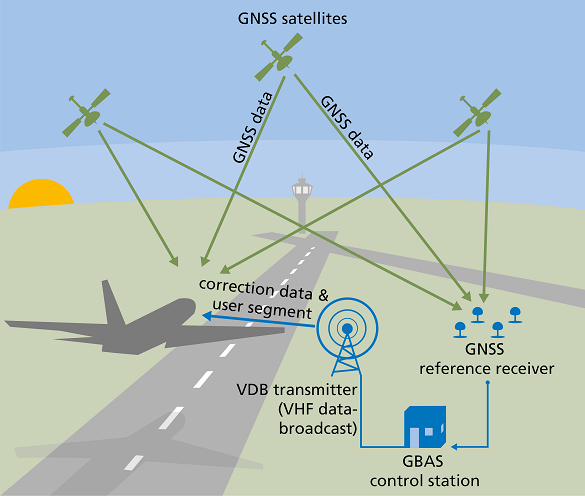 GNSS satellites
GNSS data
GNSS data
correction data &
user segment
GNSS
reference receiver
VDB transmitter
(VHF data-
broadcast)
GBAS
control station